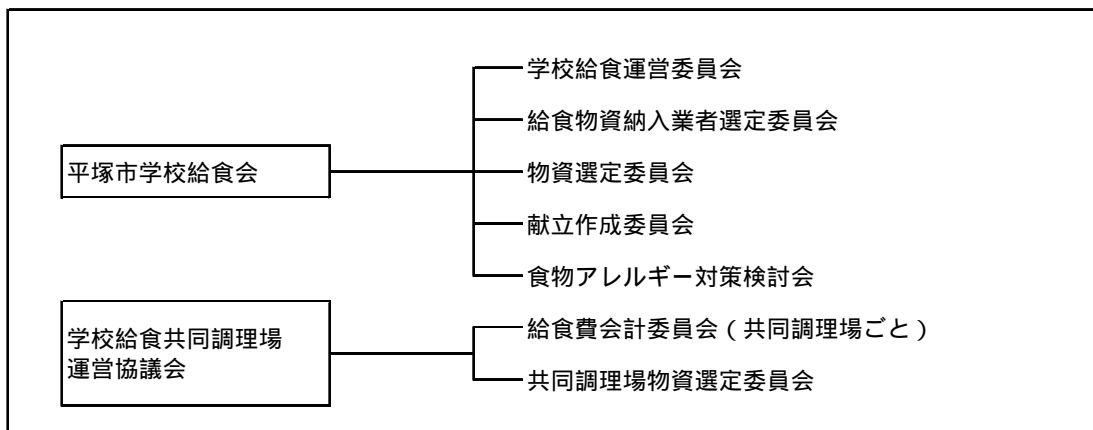 学校給食運営委員会
給食物資納入業者選定委員会
平塚市学校給食会
物資選定委員会
献立作成委員会
食物アレルギー対策検討会
学校給食共同調理場
運営協議会
給食費会計委員会(共同調理場ごと)
共同調理場物資選定委員会